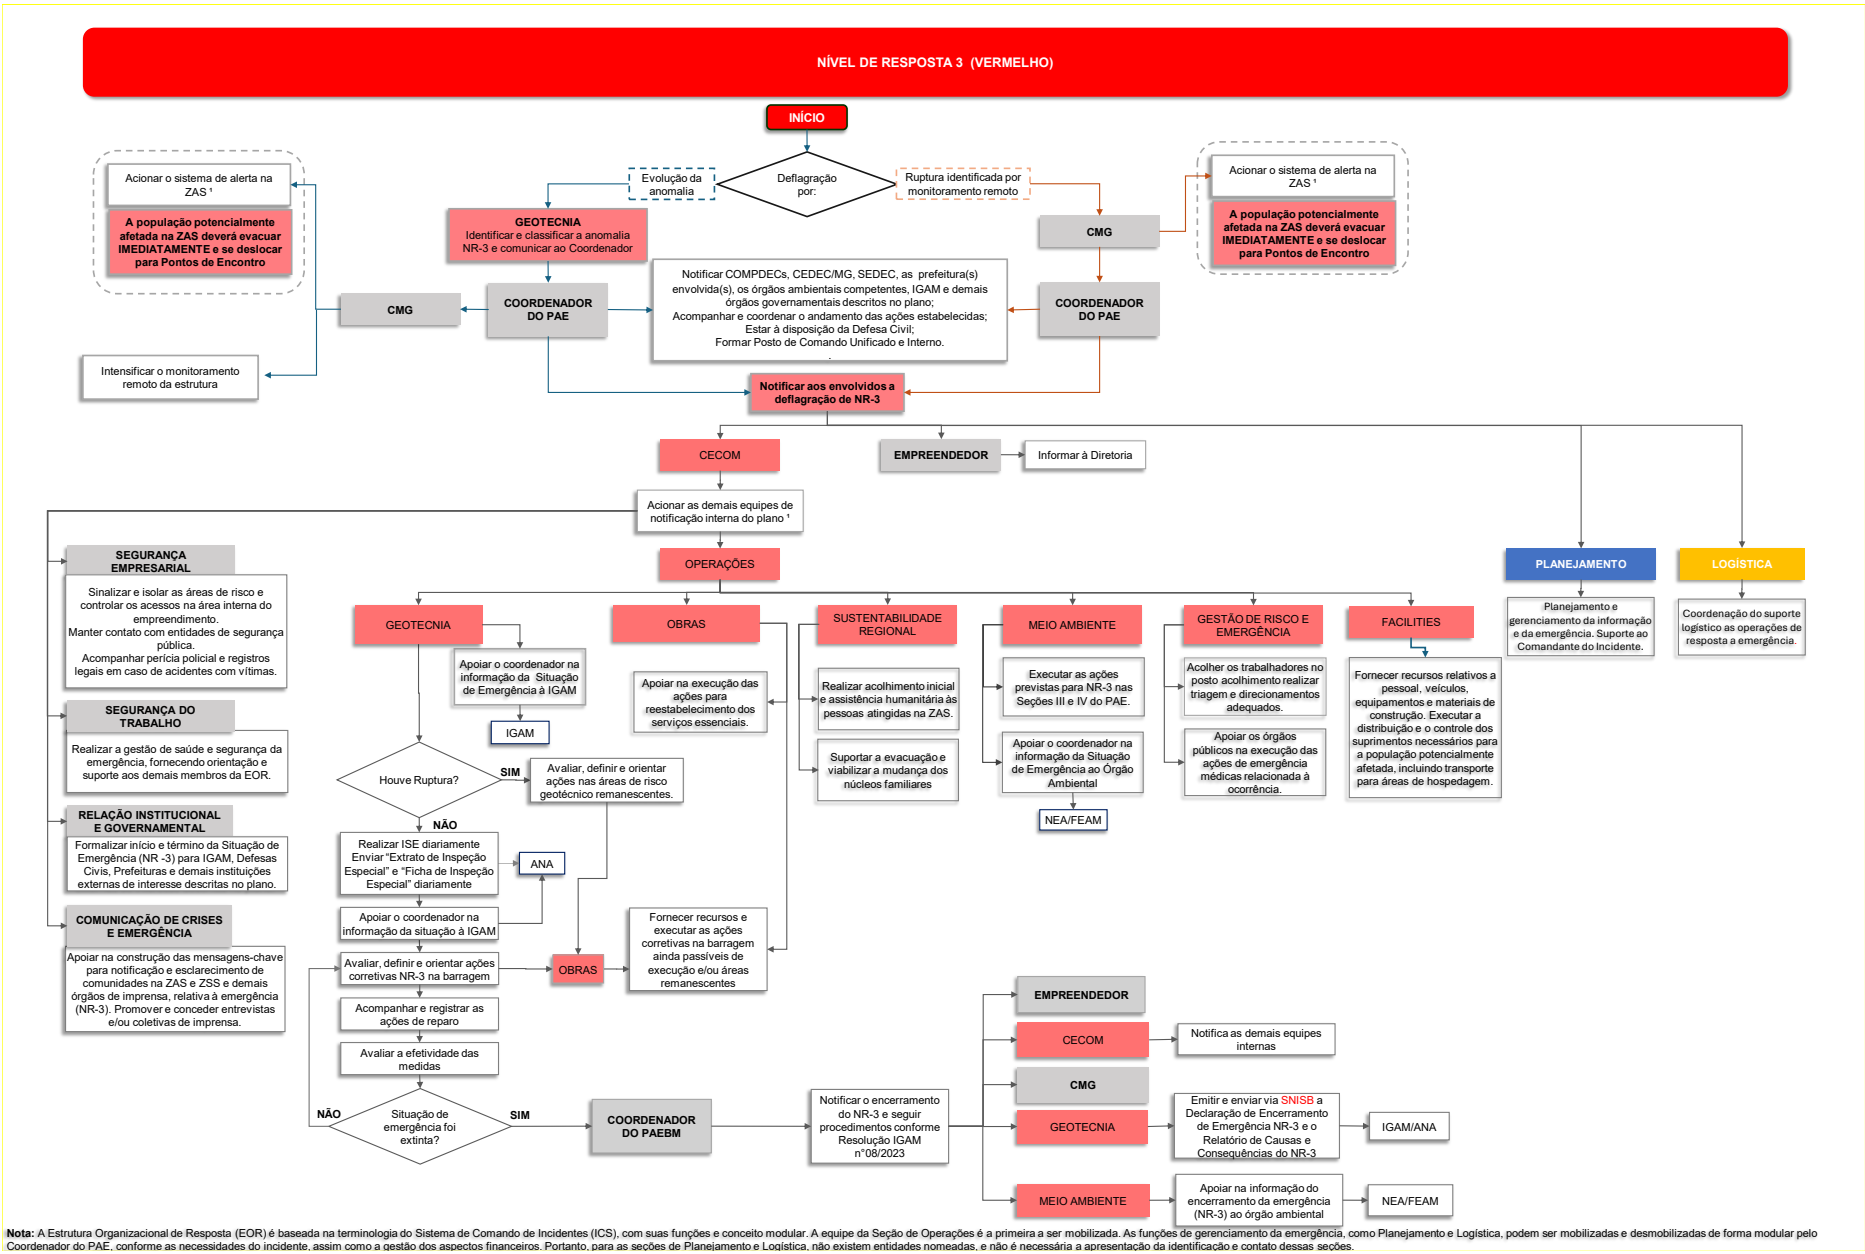 NÍVEL DE RESPOSTA 3  (VERMELHO)
INÍCIO
Deflagração
por:
Evolução da
anomalia
Ruptura identificada por
monitoramento remoto
Acionar o sistema de alerta na
ZAS ¹
A população potencialmente
afetada na ZAS deverá evacuar
IMEDIATAMENTE e se deslocar
para Pontos de Encontro
GEOTECNIA
Identificar e classificar a anomalia
NR-3 e comunicar ao Coordenador
CMG
Acionar o sistema de alerta na
ZAS ¹
A população potencialmente
afetada na ZAS deverá evacuar
IMEDIATAMENTE e se deslocar
para Pontos de Encontro
CMG
COORDENADOR
DO PAE
Notificar COMPDECs, CEDEC/MG, SEDEC, as  prefeitura(s)
envolvida(s), os órgãos ambientais competentes, IGAM e demais
órgãos governamentais descritos no plano;
Acompanhar e coordenar o andamento das ações estabelecidas;
Estar à disposição da Defesa Civil;
Formar Posto de Comando Unificado e Interno.
.
COORDENADOR
DO PAE
Intensificar o monitoramento
remoto da estrutura
Notificar aos envolvidos a
deflagração de NR-3
CECOM
EMPREENDEDOR
Informar à Diretoria
Acionar as demais equipes de
notificação interna do plano ¹
OPERAÇÕES
PLANEJAMENTO
Planejamento e
gerenciamento da informação
e da emergência. Suporte ao
Comandante do Incidente.
LOGÍSTICA
Coordenação do suporte
logístico as operações de
resposta a emergência.
SEGURANÇA
EMPRESARIAL
Sinalizar e isolar as áreas de risco e
controlar os acessos na área interna do
empreendimento.
Manter contato com entidades de segurança
pública.
Acompanhar perícia policial e registros
legais em caso de acidentes com vítimas.
SEGURANÇA DO
TRABALHO
Realizar a gestão de saúde e segurança da
emergência, fornecendo orientação e
suporte aos demais membros da EOR.
RELAÇÃO INSTITUCIONAL
E GOVERNAMENTAL
Formalizar início e término da Situação de
Emergência (NR -3) para IGAM, Defesas
Civis, Prefeituras e demais instituições
externas de interesse descritas no plano.
COMUNICAÇÃO DE CRISES
E EMERGÊNCIA
Apoiar na construção das mensagens-chave
para notificação e esclarecimento de
comunidades na ZAS e ZSS e demais
órgãos de imprensa, relativa à emergência
(NR-3). Promover e conceder entrevistas
e/ou coletivas de imprensa.
GEOTECNIA
Apoiar o coordenador na
informação da  Situação
de Emergência à IGAM
IGAM
OBRAS
Apoiar na execução das
ações para
reestabelecimento dos
serviços essenciais.
SUSTENTABILIDADE
REGIONAL
Realizar acolhimento inicial
e assistência humanitária às
pessoas atingidas na ZAS.
Suportar a evacuação e
viabilizar a mudança dos
núcleos familiares
MEIO AMBIENTE
Executar as ações
previstas para NR-3 nas
Seções III e IV do PAE.
Apoiar o coordenador na
informação da Situação
de Emergência ao Órgão
Ambiental
NEA/FEAM
GESTÃO DE RISCO E
EMERGÊNCIA
Acolher os trabalhadores no
posto acolhimento realizar
triagem e direcionamentos
adequados.
Apoiar os órgãos
públicos na execução das
ações de emergência
médicas relacionada à
ocorrência.
FACILITIES
Fornecer recursos relativos a
pessoal, veículos,
equipamentos e materiais de
construção. Executar a
distribuição e o controle dos
suprimentos necessários para
a população potencialmente
afetada, incluindo transporte
para áreas de hospedagem.
Houve Ruptura?
SIM
Avaliar, definir e orientar
ações nas áreas de risco
geotécnico remanescentes.
NÃO
Realizar ISE diariamente
Enviar “Extrato de Inspeção
Especial” e “Ficha de Inspeção
Especial” diariamente
ANA
Apoiar o coordenador na
informação da situação à IGAM
Avaliar, definir e orientar ações
corretivas NR-3 na barragem
OBRAS
Fornecer recursos e
executar as ações
corretivas na barragem
ainda passíveis de
execução e/ou áreas
remanescentes
Acompanhar e registrar as
ações de reparo
Avaliar a efetividade das
medidas
NÃO
Situação de
emergência foi
extinta?
SIM
COORDENADOR
DO PAEBM
Notificar o encerramento
do NR-3 e seguir
procedimentos conforme
Resolução IGAM
n°08/2023
EMPREENDEDOR
CECOM
Notifica as demais equipes
internas
CMG
GEOTECNIA
Emitir e enviar via SNISB a
Declaração de Encerramento
de Emergência NR-3 e o
Relatório de Causas e
Consequências do NR-3
IGAM/ANA
MEIO AMBIENTE
Apoiar na informação do
encerramento da emergência
(NR-3) ao órgão ambiental
NEA/FEAM
Nota: A Estrutura Organizacional de Resposta (EOR) é baseada na terminologia do Sistema de Comando de Incidentes (ICS), com suas funções e conceito modular. A equipe da Seção de Operações é a primeira a ser mobilizada. As funções de gerenciamento da emergência, como Planejamento e Logística, podem ser mobilizadas e desmobilizadas de forma modular pelo
Coordenador do PAE, conforme as necessidades do incidente, assim como a gestão dos aspectos financeiros. Portanto, para as seções de Planejamento e Logística, não existem entidades nomeadas, e não é necessária a apresentação da identificação e contato dessas seções.